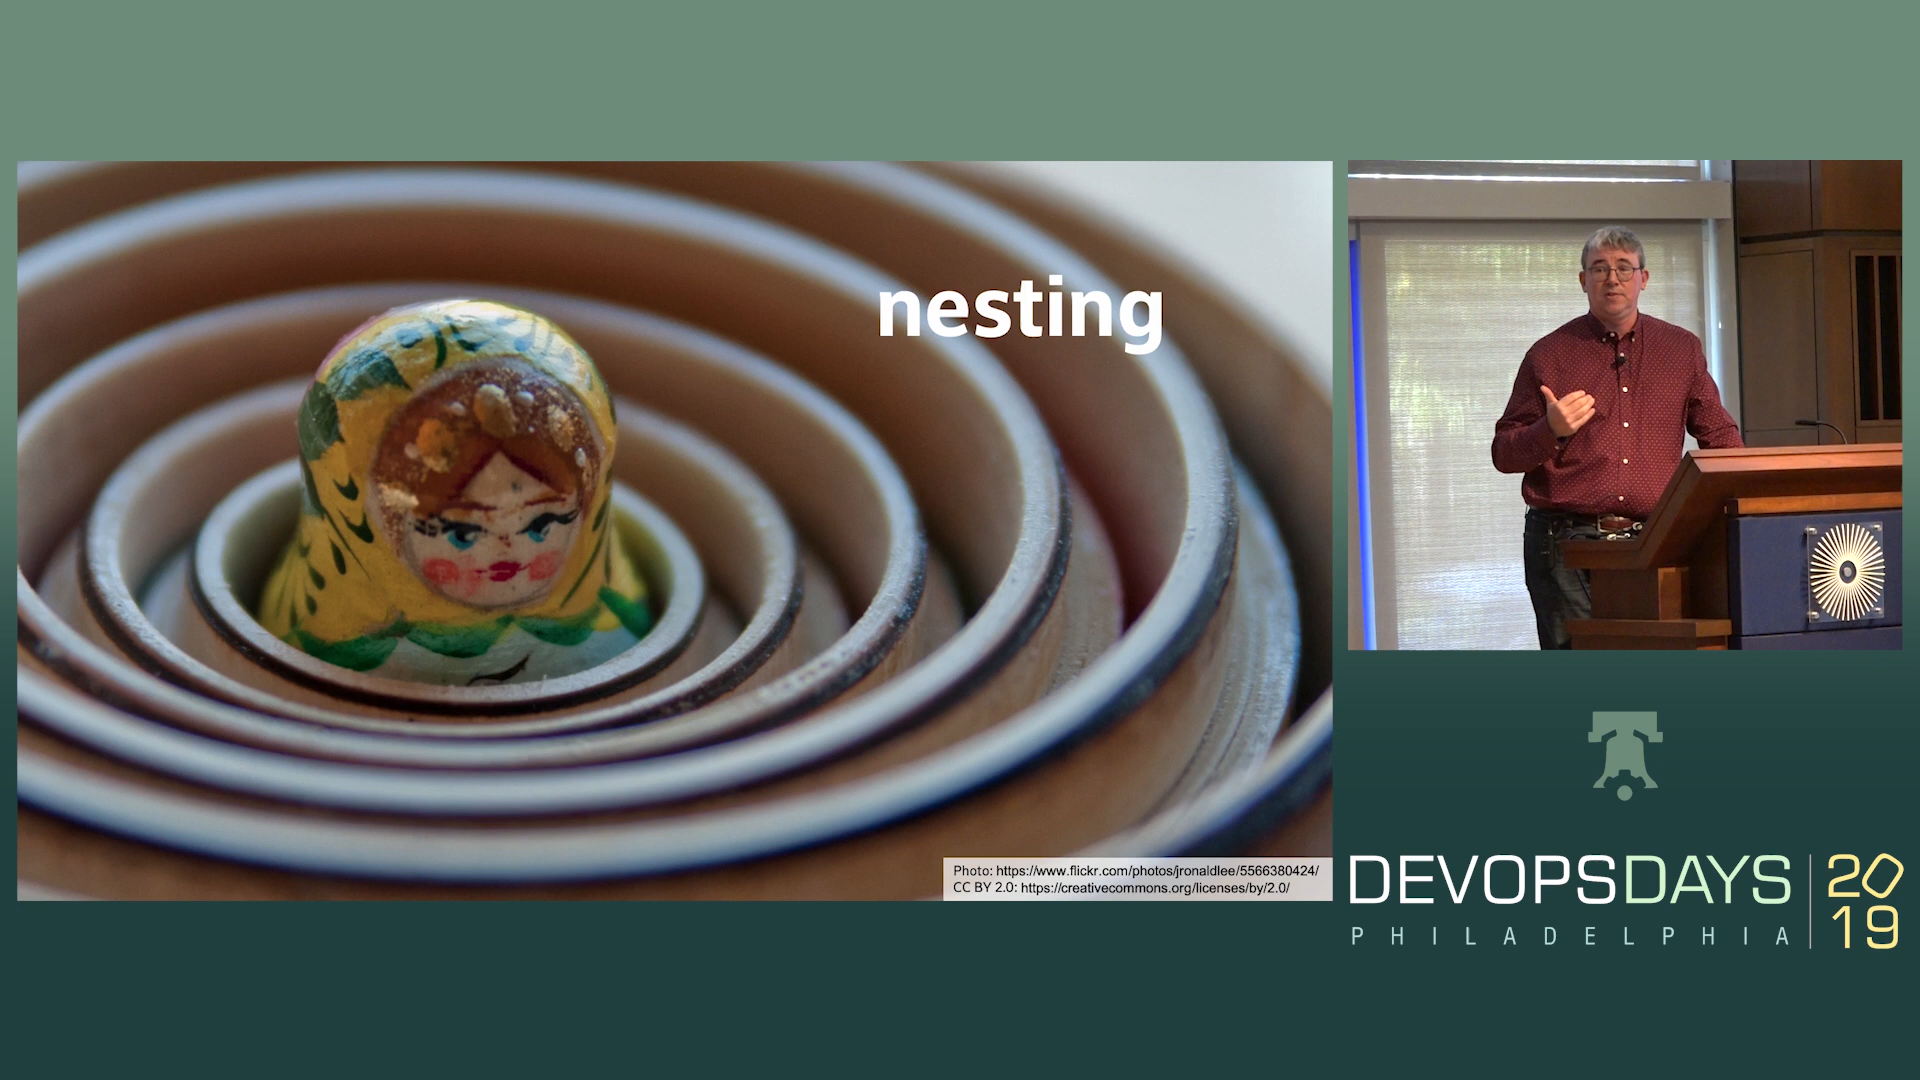 nesting
Photo: https://www.flickr.com/photos/jronaldlee/5566380424/
CC BY 2.0: https://creativecommons.org/licenses/by/2.0/
DEVOPSDAYS
PHILADELPHIA
20
19